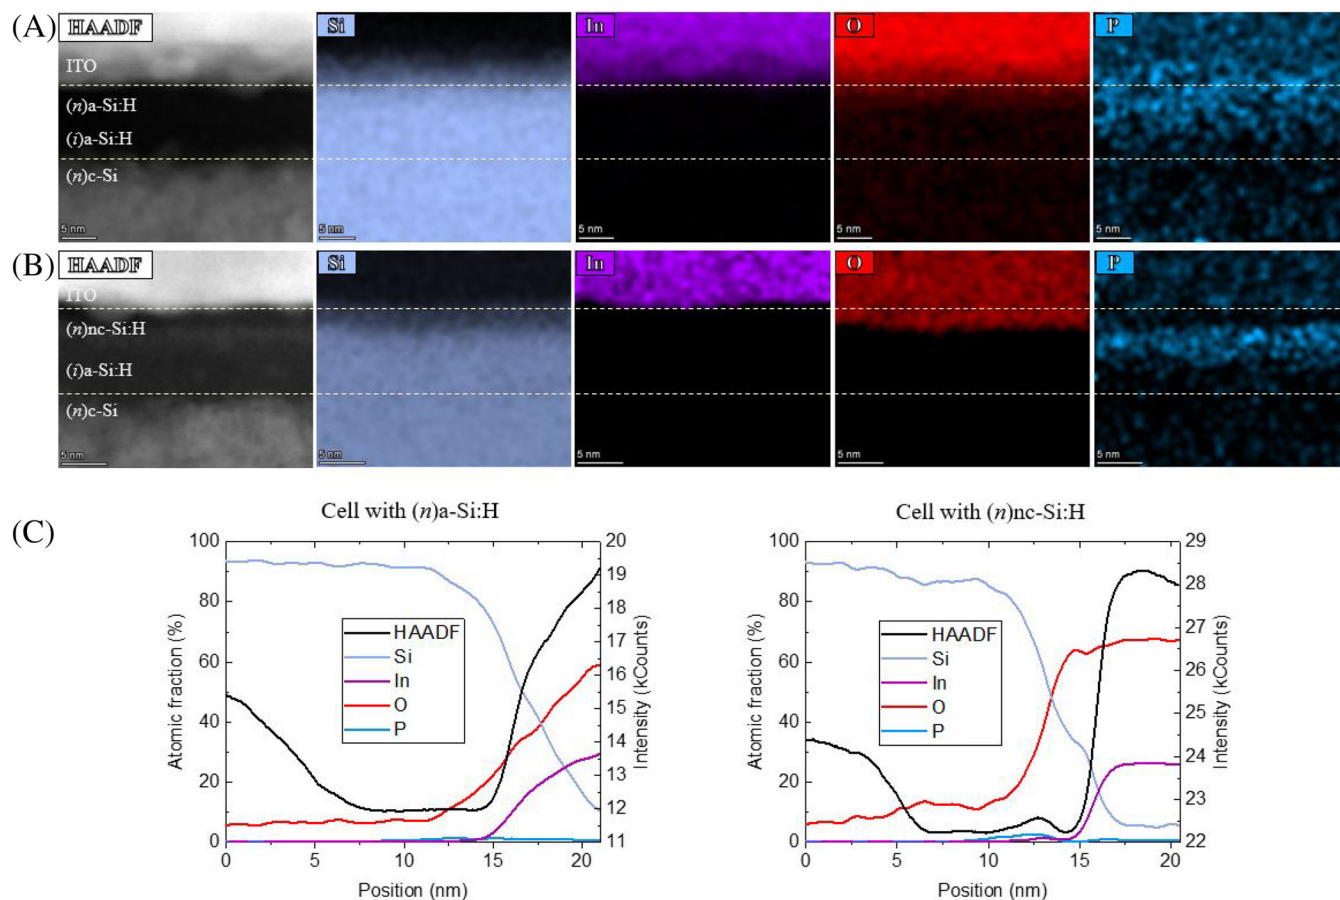 (A)
HAADF
Si
In
O
P
ITO
(n)a-Si:H
(i)a-Si:H
(n)c-Si
5 nm
5 nm
5 nm
5 nm
5 nm
(B)
HAADF
Si
In
O
P
ITO
(n)nc-Si:H
(i)a-Si:H
(n)c-Si
5 nm
5 nm
5 nm
5 nm
5 nm
(C)
Cell with (n)a-Si:H
100
80
60
40
20
0
Atomic fraction (%)
HAADF
Si
In
O
P
20
19
18
17
16
15
14
13
12
11
Intensity (kCounts)
0
5
10
15
20
Position (nm)
Cell with (n)nc-Si:H
100
80
60
40
20
0
Atomic fraction (%)
HAADF
Si
In
O
P
29
28
27
26
25
24
23
22
Intensity (kCounts)
0
5
10
15
20
Position (nm)